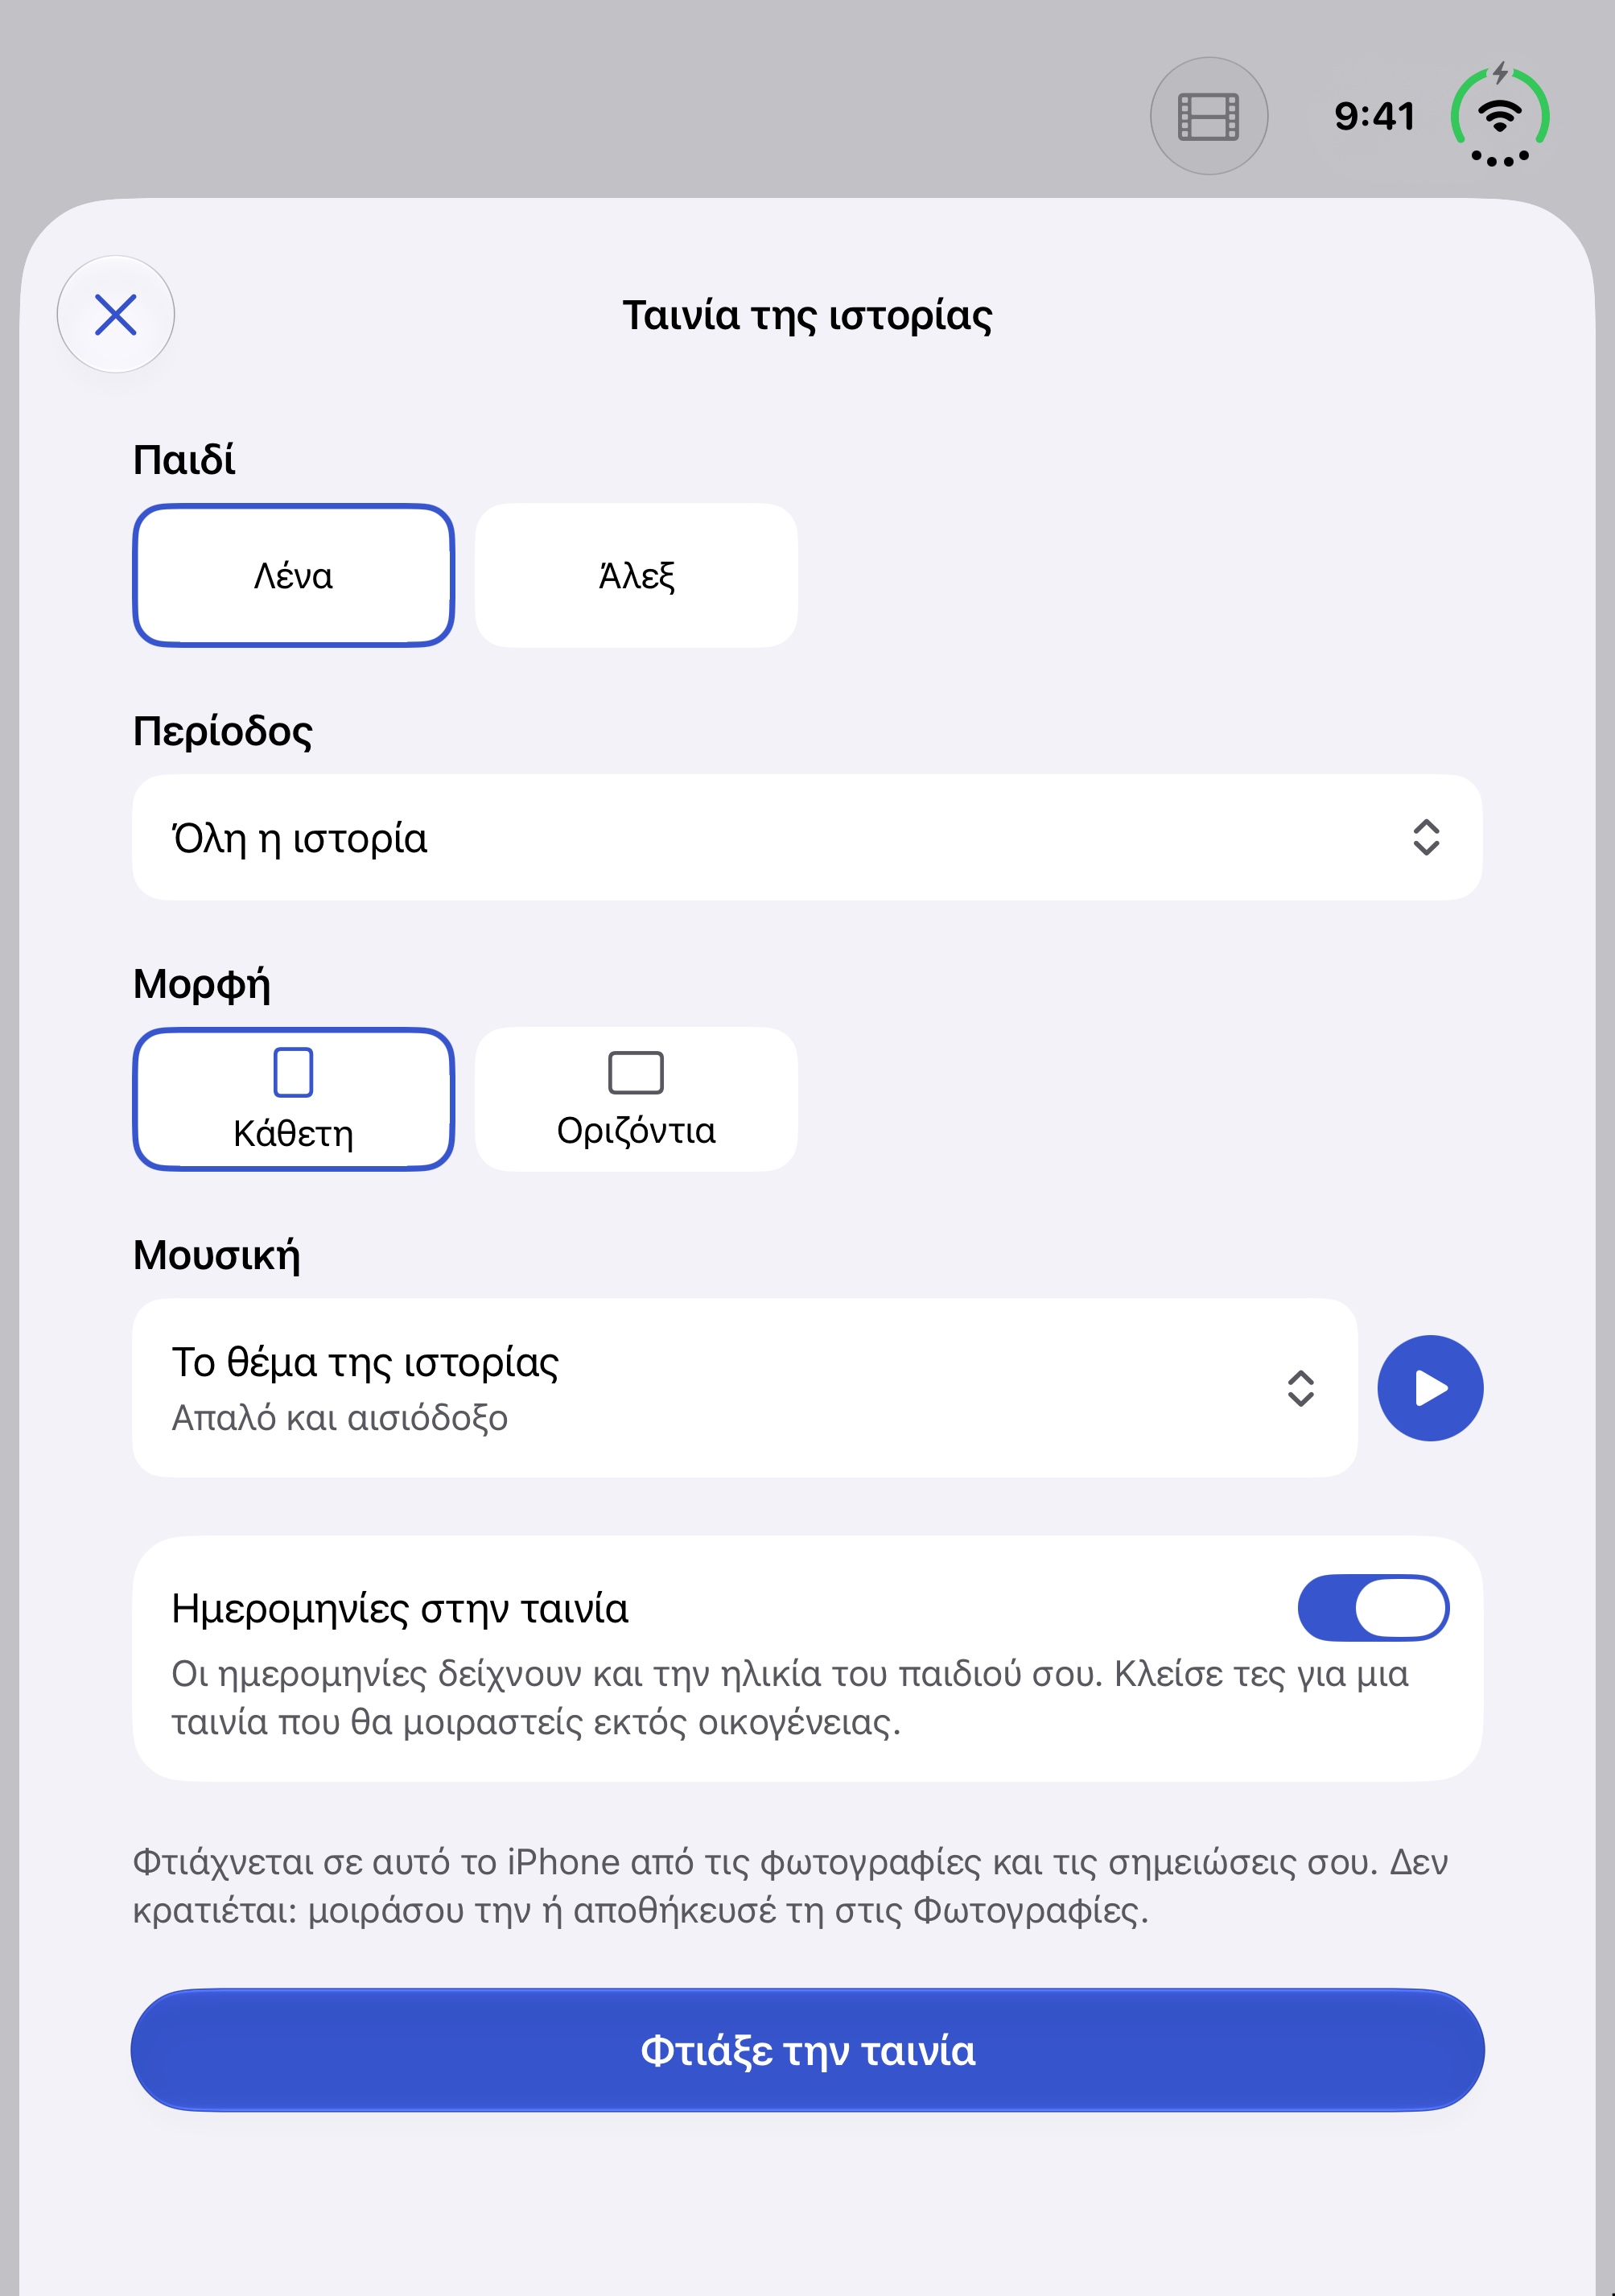 9:41
Ταινία της ιστορίας
Παιδί
Λένα
Άλεξ
Περίοδος
Όλη η ιστορία
Μορφή
Κάθετη
Οριζόντια
Μουσική
Το θέμα της ιστορίας
Απαλό και αισιόδοξο
Ημερομηνίες στην ταινία
Οι ημερομηνίες δείχνουν και την ηλικία του παιδιού σου. Κλείσε τες για μια
ταινία που θα μοιραστείς εκτός οικογένειας.
Φτιάχνεται σε αυτό το iPhone από τις φωτογραφίες και τις σημειώσεις σου. Δεν
κρατιέται: μοιράσου την ή αποθήκευσέ τη στις Φωτογραφίες.
Φτιάξε την ταινία